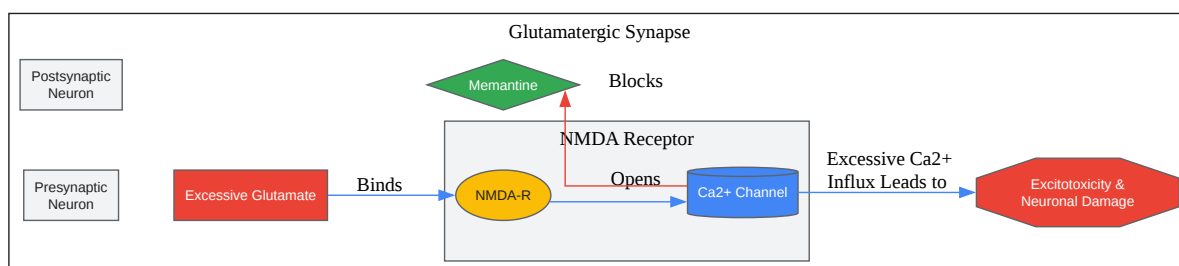 Glutamatergic Synapse
Postsynaptic
Neuron
Memantine
Blocks
NMDA Receptor
Presynaptic
Neuron
Excessive Glutamate
Binds
NMDA-R
Opens
Ca2+ Channel
Excessive Ca2+
Influx Leads to
Excitotoxicity &
Neuronal Damage